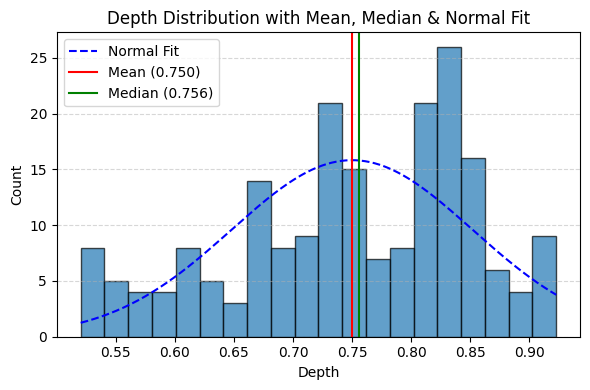 Depth Distribution with Mean, Median & Normal Fit
Normal Fit
Mean (0.750)
Median (0.756)
25
20
15
10
5
0
Count
0.55 0.60 0.65 0.70 0.75 0.80 0.85 0.90
Depth